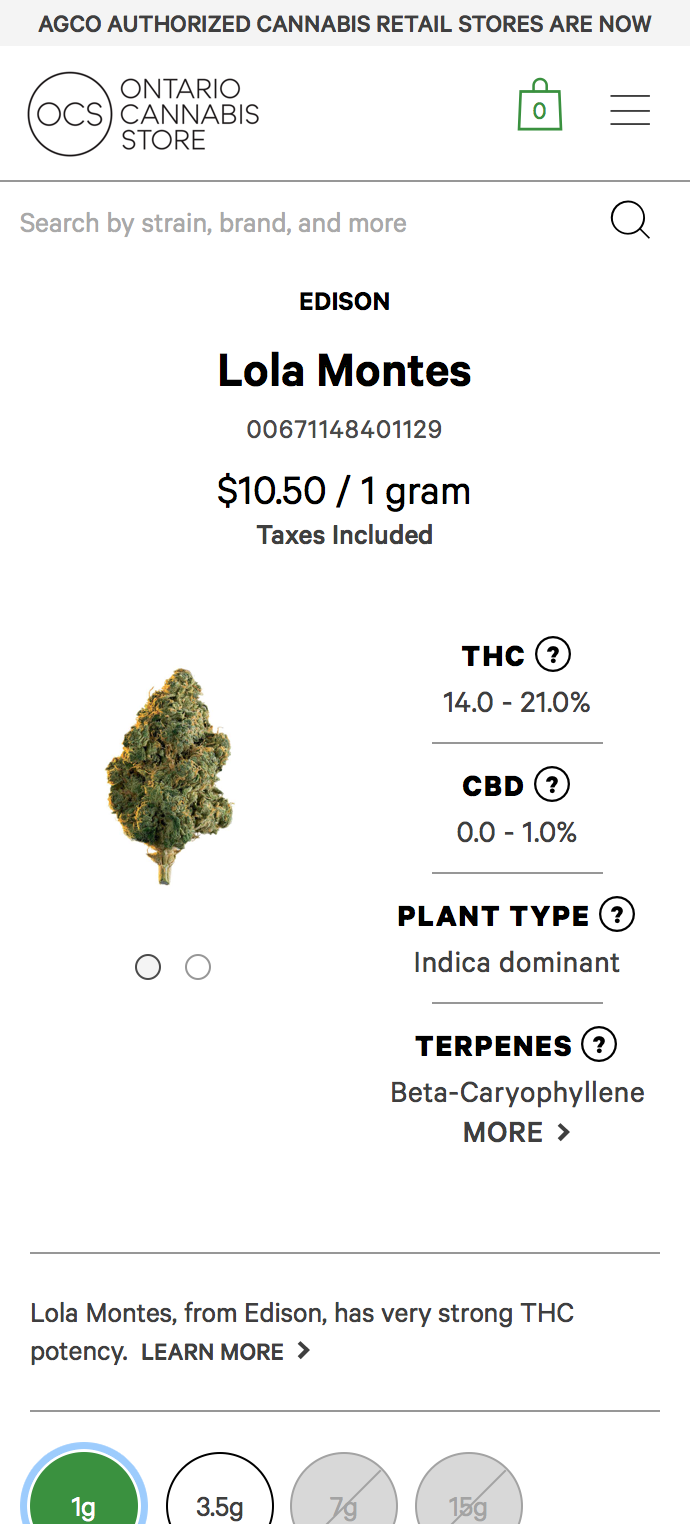 AGCO AUTHORIZED CANNABIS RETAIL STORES ARE NOW
OCS
ONTARIO
CANNABIS
STORE
0
Search by strain, brand, and more
EDISON
Lola Montes
00671148401129
$10.50 / 1 gram
Taxes Included
THC ?
14.0 - 21.0%
CBD ?
0.0 - 1.0%
PLANT TYPE ?
Indica dominant
TERPENES ?
Beta-Caryophyllene
MORE >
Lola Montes, from Edison, has very strong THC
potency. LEARN MORE >
1g 3.5g 7g 15g